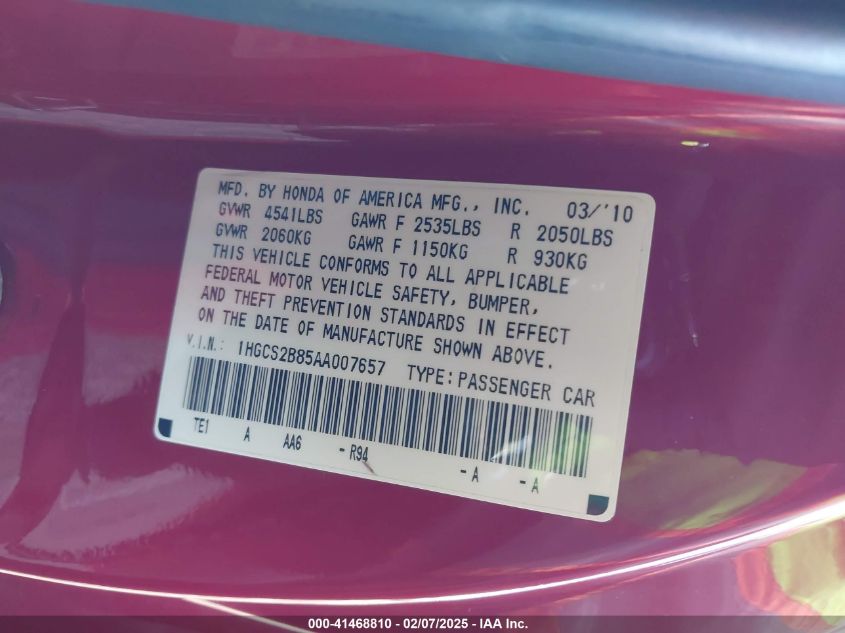 MFD. BY HONDA OF AMERICA MFG., INC. 03/'10
GVWR 4541LBS GAWR F 2535LBS R 2050LBS
GVWR 2060KG GAWR F 1150KG R 930KG
THIS VEHICLE CONFORMS TO ALL APPLICABLE
FEDERAL MOTOR VEHICLE SAFETY, BUMPER,
AND THEFT PREVENTION STANDARDS IN EFFECT
ON THE DATE OF MANUFACTURE SHOWN ABOVE.
V.I.N.: 1HGCS2B85AA007657 TYPE:PASSENGER CAR
TE1 A AA6 -R94 -A -A
000-41468810 - 02/07/2025 - IAA Inc.